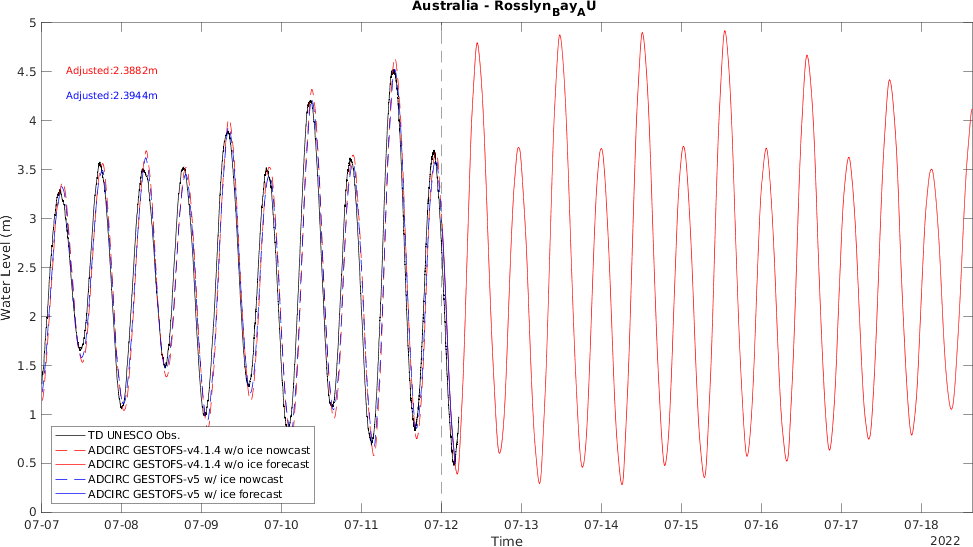 Australia - Rosslyn_Bay_AU
5
4.5
4
3.5
3
2.5
2
1.5
1
0.5
0
Water Level (m)
Adjusted:2.3882m
Adjusted:2.3944m
TD UNESCO Obs.
ADCIRC GESTOFS-v4.1.4 w/o ice nowcast
ADCIRC GESTOFS-v4.1.4 w/o ice forecast
ADCIRC GESTOFS-v5 w/ ice nowcast
ADCIRC GESTOFS-v5 w/ ice forecast
07-07 07-08 07-09 07-10 07-11 07-12 07-13 07-14 07-15 07-16 07-17 07-18
Time
2022